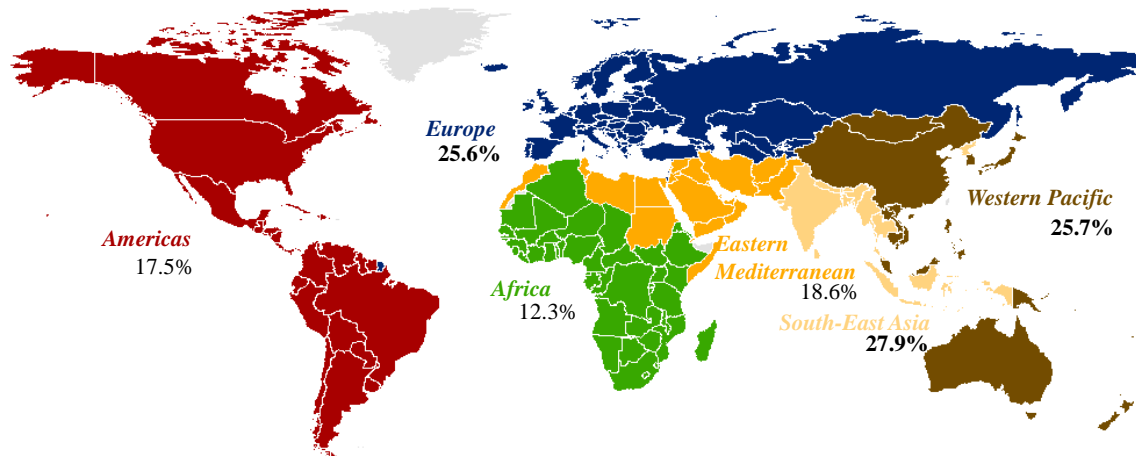 Europe
25.6%
Western Pacific
25.7%
Americas
17.5%
Eastern
Mediterranean
18.6%
Africa
12.3%
South-East Asia
27.9%